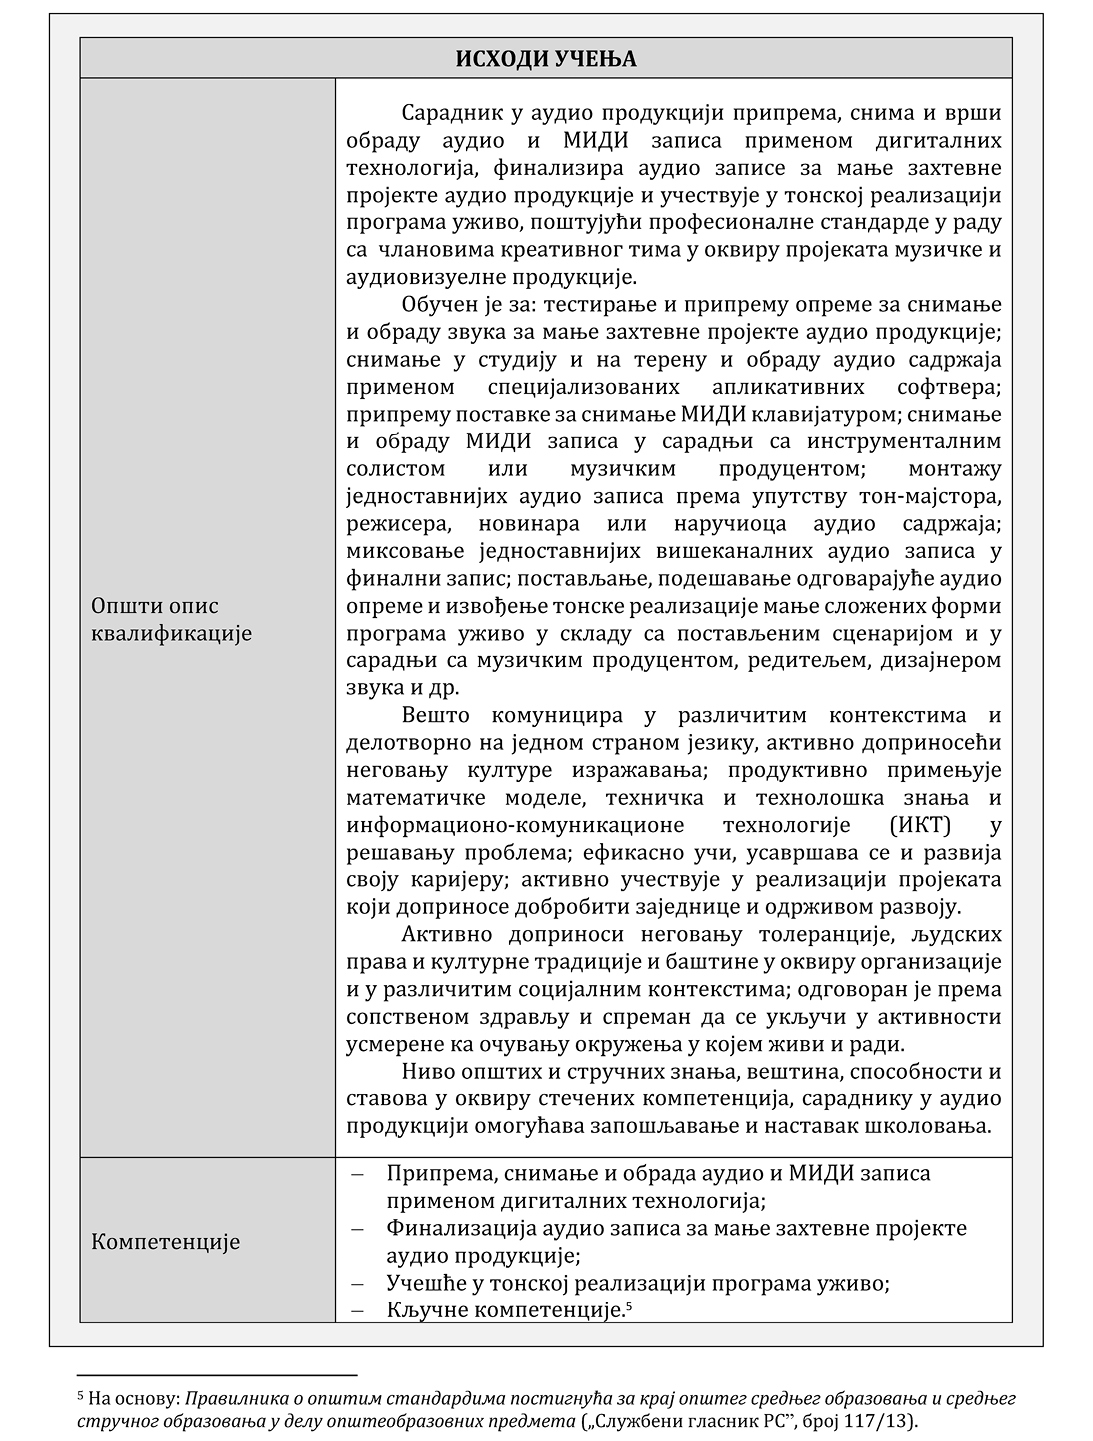 ИСХОДИ УЧЕЊА
Општи опис
квалификације
Сарадник у аудио продукцији припрема, снима и врши
обраду аудио и МИДИ записа применом дигиталних
технологија, финализира аудио записе за мање захтевне
пројекте аудио продукције и учествује у тонској реализацији
програма уживо, поштујући професионалне стандарде у раду
са члановима креативног тима у оквиру пројеката музичке и
аудиовизуелне продукције.
Обучен је за: тестирање и припрему опреме за снимање
и обраду звука за мање захтевне пројекте аудио продукције;
снимање у студију и на терену и обраду аудио садржаја
применом специјализованих апликативних софтвера;
припрему поставке за снимање МИДИ клавијатуром; снимање
и обраду МИДИ записа у сарадњи са инструменталним
солистом или музичким продуцентом; монтажу
једноставнијих аудио записа према упутству тон-мајстора,
режисера, новинара или наручиоца аудио садржаја;
миксовање једноставнијих вишеканалних аудио записа у
финални запис; постављање, подешавање одговарајуће аудио
опреме и извођење тонске реализације мање сложених форми
програма уживо у складу са постављеним сценаријом и у
сарадњи са музичким продуцентом, редитељем, дизајнером
звука и др.
Вешто комуницира у различитим контекстима и
делотворно на једном страном језику, активно доприносећи
неговању културе изражавања; продуктивно примењује
математичке моделе, техничка и технолошка знања и
информационо-комуникационе технологије (ИКТ) у
решавању проблема; ефикасно учи, усавршава се и развија
своју каријеру; активно учествује у реализацији пројеката
који доприносе добробити заједнице и одрживом развоју.
Активно доприноси неговању толеранције, људских
права и културне традиције и баштине у оквиру организације
и у различитим социјалним контекстима; одговоран је према
сопственом здрављу и спреман да се укључи у активности
усмерене ка очувању окружења у којем живи и ради.
Ниво општих и стручних знања, вештина, способности и
ставова у оквиру стечених компетенција, сараднику у аудио
продукцији омогућава запошљавање и наставак школовања.
Компетенције
– Припрема, снимање и обрада аудио и МИДИ записа
применом дигиталних технологија;
– Финализација аудио записа за мање захтевне пројекте
аудио продукције;
– Учешће у тонској реализацији програма уживо;
– Кључне компетенције.⁵
⁵ На основу: Правилника о општим стандардима постигнућа за крај општег средњег образовања и средњег
стручног образовања у делу општеобразовних предмета („Службени гласник РС”, број 117/13).